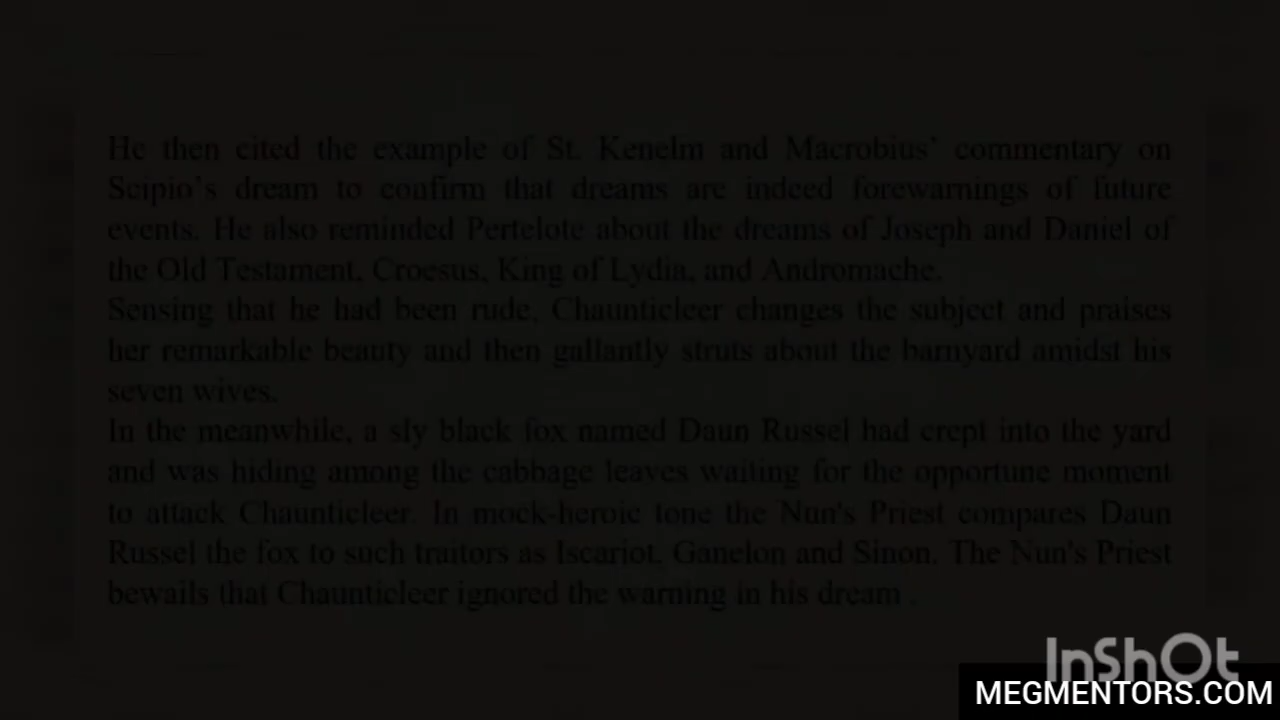 He then cited the example of St. Kenelm and Macrobius' commentary on
Scipio's dream to confirm that dreams are indeed forewarnings of future
events. He also reminded Pertelote about the dreams of Joseph and Daniel of
the Old Testament, Croesus, King of Lydia, and Andromache.
Sensing that he had been rude, Chaunticleer changes the subject and praises
her remarkable beauty and then gallantly struts about the barnyard amidst his
seven wives.
In the meanwhile, a sly black fox named Daun Russel had crept into the yard
and was hiding among the cabbage leaves waiting for the opportune moment
to attack Chaunticleer. In mock-heroic tone the Nun's Priest compares Daun
Russel the fox to such traitors as Iscariot, Ganelon and Sinon. The Nun's Priest
bewails that Chaunticleer ignored the warning in his dream .
InShOt
MEGMENTORS.COM